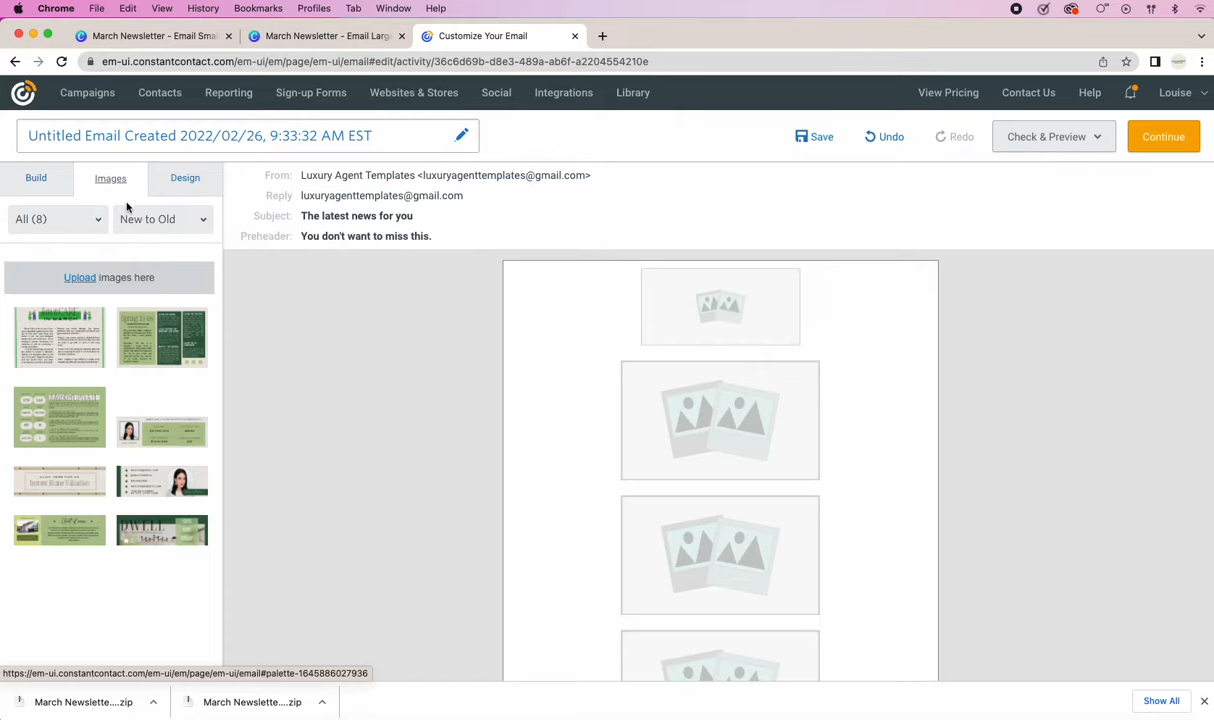 Chrome File Edit View History Bookmarks Profiles Tab Window Help
March Newsletter - Email Smal
March Newsletter - Email Larg
Customize Your Email
em-ui.constantcontact.com/em-ui/em/page/em-ui/email#edit/activity/36c6d69b-d8e3-489a-ab6f-a2204554210e
Campaigns Contacts Reporting Sign-up Forms Websites & Stores Social Integrations Library View Pricing Contact Us Help Louise
Untitled Email Created 2022/02/26, 9:33:32 AM EST
Save Undo Redo Check & Preview Continue
Build Images Design
From: Luxury Agent Templates <luxuryagenttemplates@gmail.com>
Reply luxuryagenttemplates@gmail.com
All (8) New to Old
Subject: The latest news for you
Preheader: You don't want to miss this.
Upload images here
Instant Home Valuation
DWELL
https://em-ui.constantcontact.com/em-ui/em/page/em-ui/email#palette-1645886027936
March Newslette....zip
March Newslette....zip
Show All